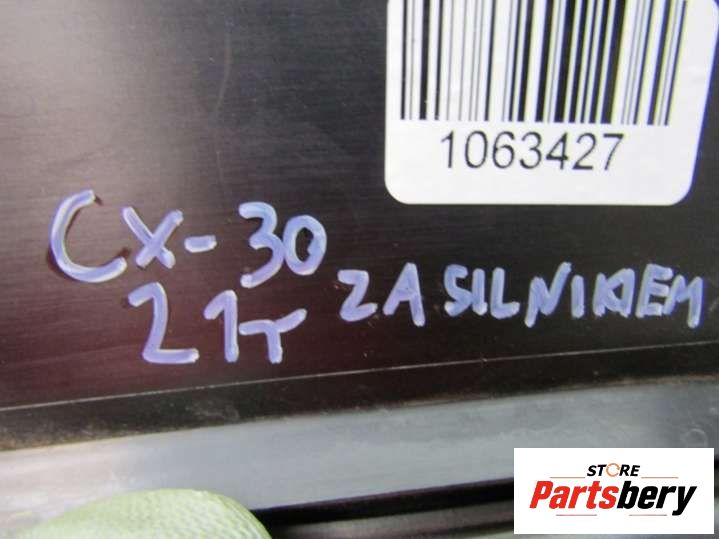 1063427
CX-30
21r ZA SILNIKIEM
STORE
Partsbery